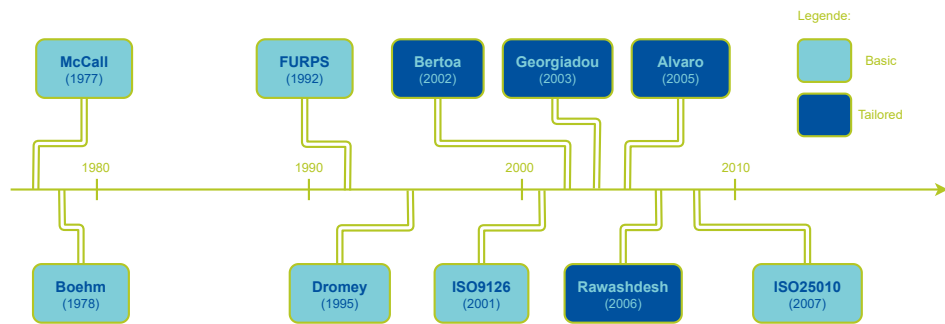 Legende:
McCall
(1977)
FURPS
(1992)
Bertoa
(2002)
Georgiadou
(2003)
Alvaro
(2005)
Basic
Tailored
1980
1990
2000
2010
Boehm
(1978)
Dromey
(1995)
ISO9126
(2001)
Rawashdesh
(2006)
ISO25010
(2007)